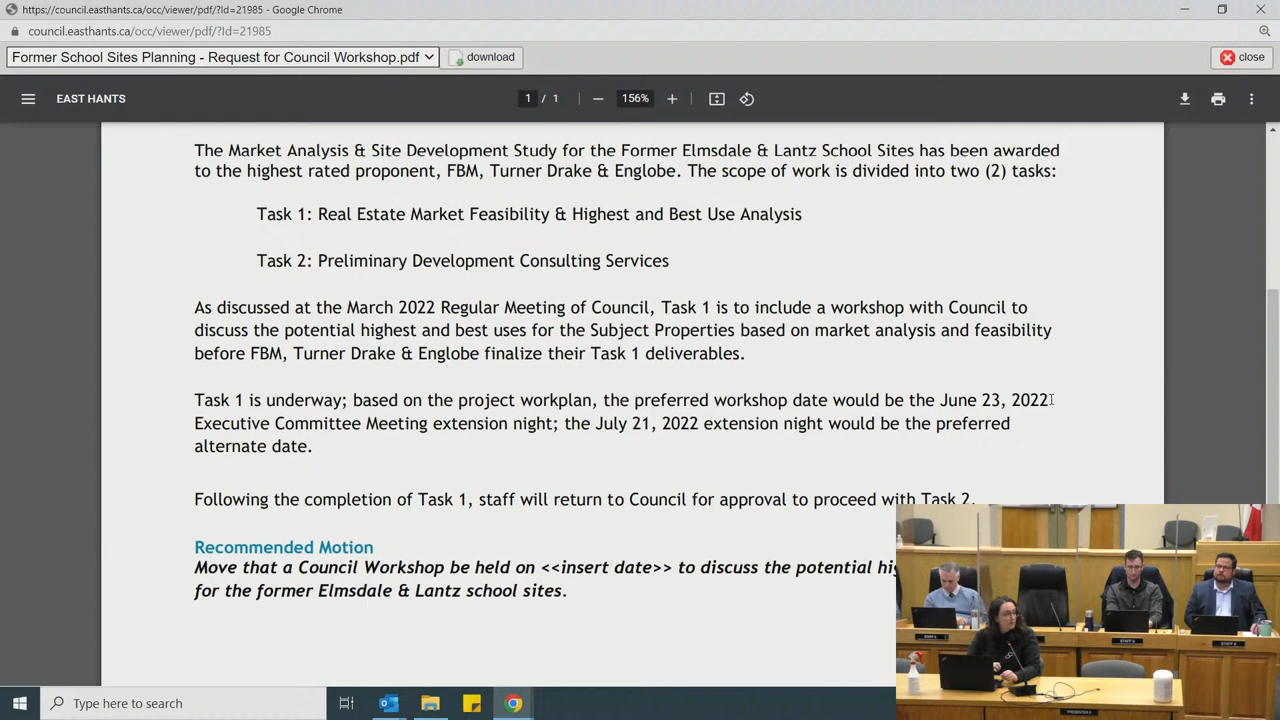 https://council.easthants.ca/occ/viewer/pdf/?Id=21985 - Google Chrome
council.easthants.ca/occ/viewer/pdf/?Id=21985
Former School Sites Planning - Request for Council Workshop.pdf download close
EAST HANTS 1 / 1 156%
The Market Analysis & Site Development Study for the Former Elmsdale & Lantz School Sites has been awarded
to the highest rated proponent, FBM, Turner Drake & Englobe. The scope of work is divided into two (2) tasks:
Task 1: Real Estate Market Feasibility & Highest and Best Use Analysis
Task 2: Preliminary Development Consulting Services
As discussed at the March 2022 Regular Meeting of Council, Task 1 is to include a workshop with Council to
discuss the potential highest and best uses for the Subject Properties based on market analysis and feasibility
before FBM, Turner Drake & Englobe finalize their Task 1 deliverables.
Task 1 is underway; based on the project workplan, the preferred workshop date would be the June 23, 2022
Executive Committee Meeting extension night; the July 21, 2022 extension night would be the preferred
alternate date.
Following the completion of Task 1, staff will return to Council for approval to proceed with Task 2.
Recommended Motion
Move that a Council Workshop be held on <<insert date>> to discuss the potential hig
for the former Elmsdale & Lantz school sites.
Type here to search